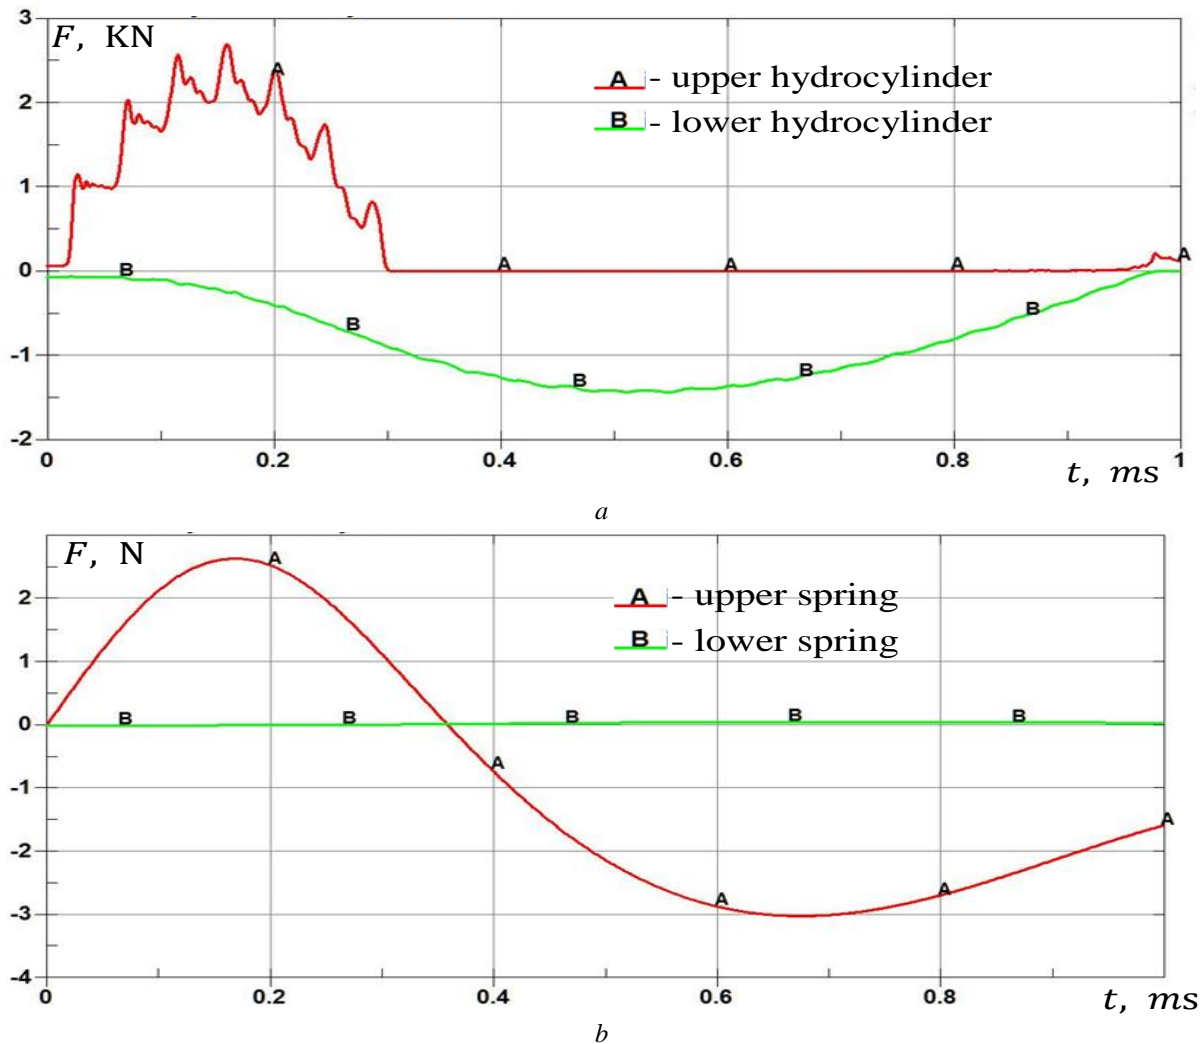 3
F, KN
A
A - upper hydrocylinder
2
B - lower hydrocylinder
1
0
B
A
A
A
A
B
B
-1
B
B
-2
0
0.2
0.4
0.6
0.8
t, ms
1
a
F, N
A
2
A - upper spring
B - lower spring
1
0
B
B
B
B
B
A
-1
A
-2
A
A
-3
-4
0
0.2
0.4
0.6
0.8
t, ms
b